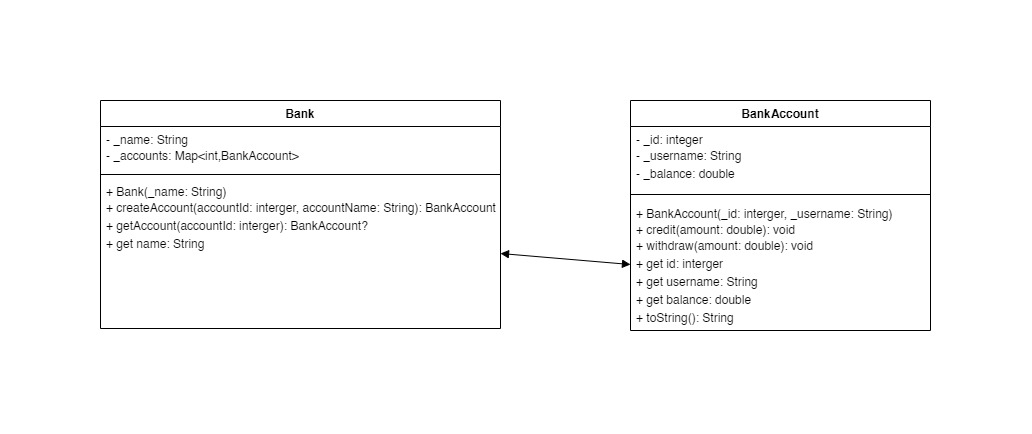 Bank
- _name: String
- _accounts: Map<int,BankAccount>
+ Bank(_name: String)
+ createAccount(accountId: interger, accountName: String): BankAccount
+ getAccount(accountId: interger): BankAccount?
+ get name: String
BankAccount
- _id: integer
- _username: String
- _balance: double
+ BankAccount(_id: interger, _username: String)
+ credit(amount: double): void
+ withdraw(amount: double): void
+ get id: interger
+ get username: String
+ get balance: double
+ toString(): String